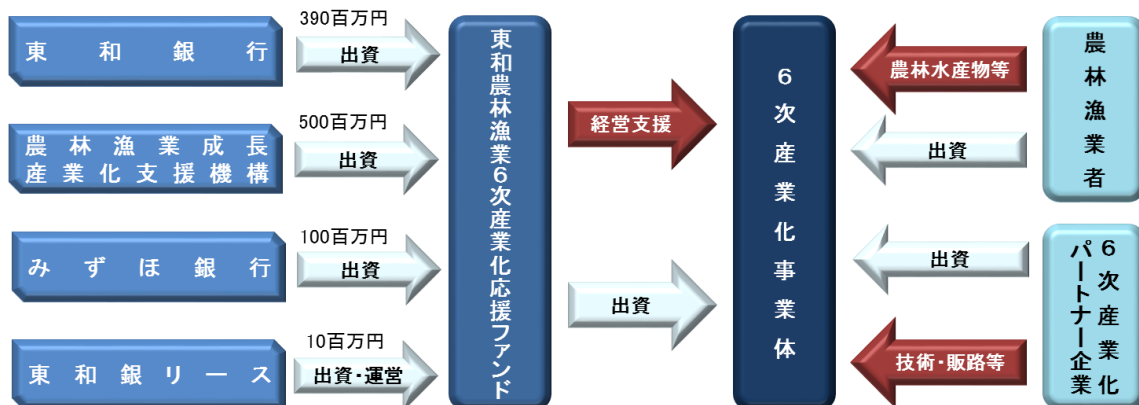 390百万円
東和銀行
出資
500百万円
農林漁業成長
産業化支援機構
出資
100百万円
みずほ銀行
出資
10百万円
東和銀リース
出資・運営
東和農林漁業6次産業化応援ファンド
経営支援
出資
6次産業化事業体
農林水産物等
出資
農林漁業者
出資
技術・販路等
6次産業化
パートナー企業